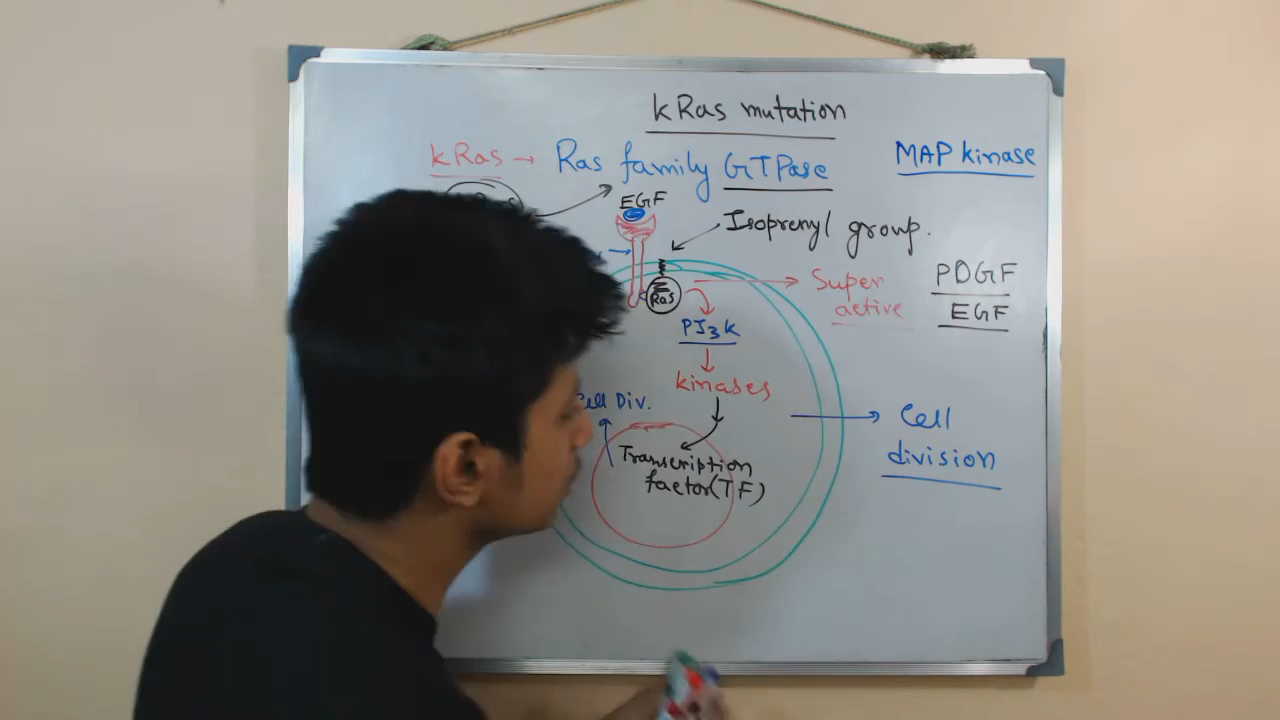 kRas mutation
kRas → Ras family GTPase
MAP kinase
EGF
Isoprenyl group.
Ras
Super
active
PDGF
EGF
PI3k
kinases
Cell Div.
Transcription
factor(TF)
Cell
division